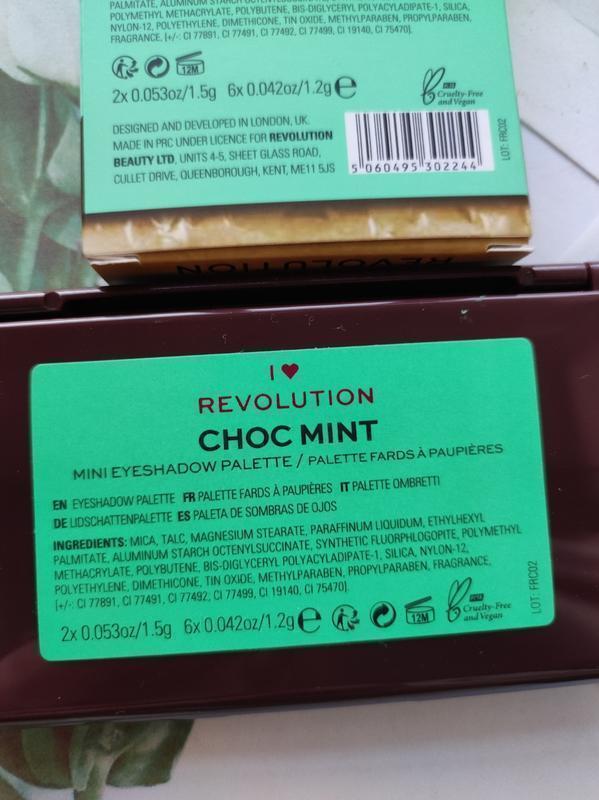 PALMITATE, ALUMINUM STARCH OCTENYLSUCCINATE,
POLYMETHYL METHACRYLATE, POLYBUTENE, BIS-DIGLYCERYL POLYACYLADIPATE-1, SILICA,
NYLON-12, POLYETHYLENE, DIMETHICONE, TIN OXIDE, METHYLPARABEN, PROPYLPARABEN,
FRAGRANCE, [+/-: CI 77891, CI 77491, CI 77492, CI 77499, CI 19140, CI 75470].
12M
2x 0.053oz/1.5g 6x 0.042oz/1.2g e
Cruelty-Free
and Vegan
DESIGNED AND DEVELOPED IN LONDON, UK.
MADE IN PRC UNDER LICENCE FOR REVOLUTION
BEAUTY LTD, UNITS 4-5, SHEET GLASS ROAD,
CULLET DRIVE, QUEENBOROUGH, KENT, ME11 5JS
5 060495 302244
LOT: FRC02
REVOLUTION
I ♥
REVOLUTION
CHOC MINT
MINI EYESHADOW PALETTE / PALETTE FARDS À PAUPIÈRES
EN EYESHADOW PALETTE FR PALETTE FARDS À PAUPIÈRES IT PALETTE OMBRETTI
DE LIDSCHATTENPALETTE ES PALETA DE SOMBRAS DE OJOS
INGREDIENTS: MICA, TALC, MAGNESIUM STEARATE, PARAFFINUM LIQUIDUM, ETHYLHEXYL
PALMITATE, ALUMINUM STARCH OCTENYLSUCCINATE, SYNTHETIC FLUORPHLOGOPITE, POLYMETHYL
METHACRYLATE, POLYBUTENE, BIS-DIGLYCERYL POLYACYLADIPATE-1, SILICA, NYLON-12,
POLYETHYLENE, DIMETHICONE, TIN OXIDE, METHYLPARABEN, PROPYLPARABEN, FRAGRANCE,
[+/-: CI 77891, CI 77491, CI 77492, CI 77499, CI 19140, CI 75470].
2x 0.053oz/1.5g 6x 0.042oz/1.2g e
12M
PETA
Cruelty-Free
and Vegan
LOT: FRC02